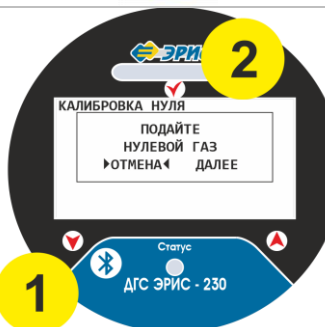 ЭРИС
2
КАЛИБРОВКА НУЛЯ
ПОДАЙТЕ
НУЛЕВОЙ ГАЗ
ОТМЕНА ДАЛЕЕ
Статус
1
ДГС ЭРИС - 230